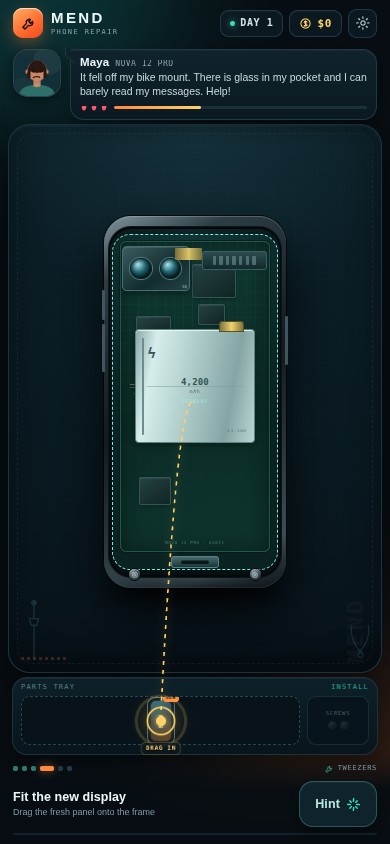 MEND
PHONE REPAIR
DAY 1
$0
Maya NOVA 12 PRO
It fell off my bike mount. There is glass in my pocket and I can
barely read my messages. Help!
4,200
mAh
MEND
PARTS TRAY
INSTALL
SCREWS
DRAG IN
TWEEZERS
Fit the new display
Drag the fresh panel onto the frame
Hint